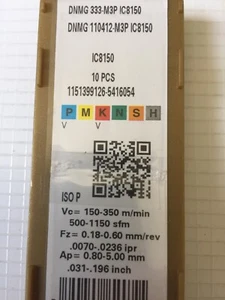 DNMG 333-M3P IC8150
DNMG 110412-M3P IC8150
IC8150
10 PCS
1151399126-5416054
P M K N S H
V V
ISO P
Vc= 150-350 m/min
500-1150 sfm
Fz= 0.18-0.60 mm/rev
.0070-.0236 ipr
Ap= 0.80-5.00 mm
.031-.196 inch